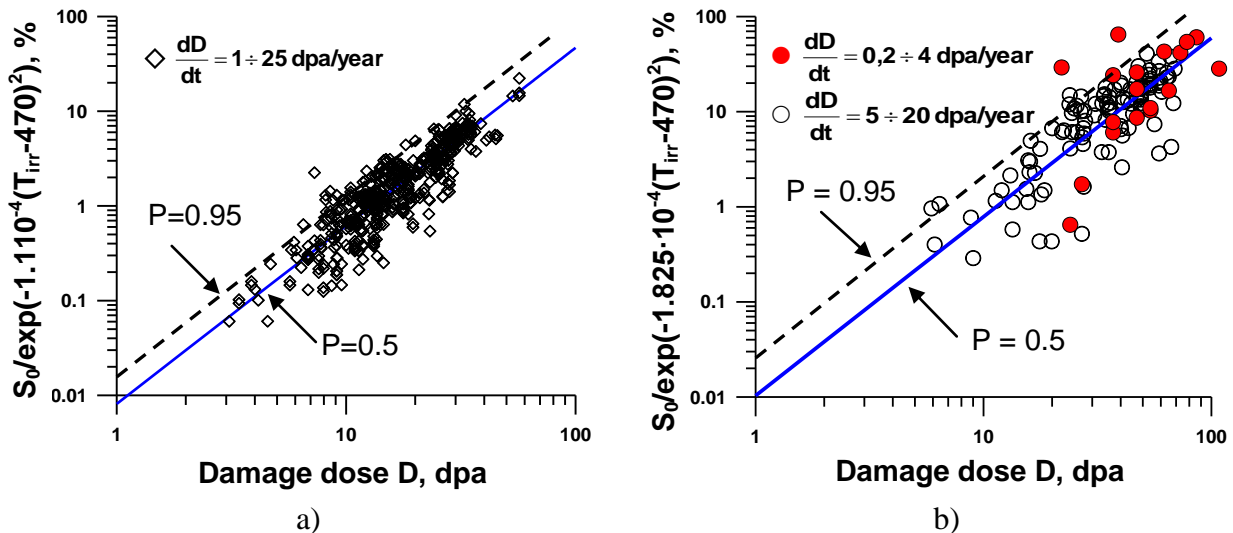 S₀/exp(-1.1·10⁻⁴(Tᵢᵣᵣ-470)²), %
100
10
1
0.1
0.01
dD/dt = 1 ÷ 25 dpa/year
P=0.95
P=0.5
1
10
100
Damage dose D, dpa
a)
S₀/exp(-1.825·10⁻⁴(Tᵢᵣᵣ-470)²), %
100
10
1
0.1
0.01
dD/dt = 0,2 ÷ 4 dpa/year
dD/dt = 5 ÷ 20 dpa/year
P = 0.95
P = 0.5
1
10
100
Damage dose D, dpa
b)